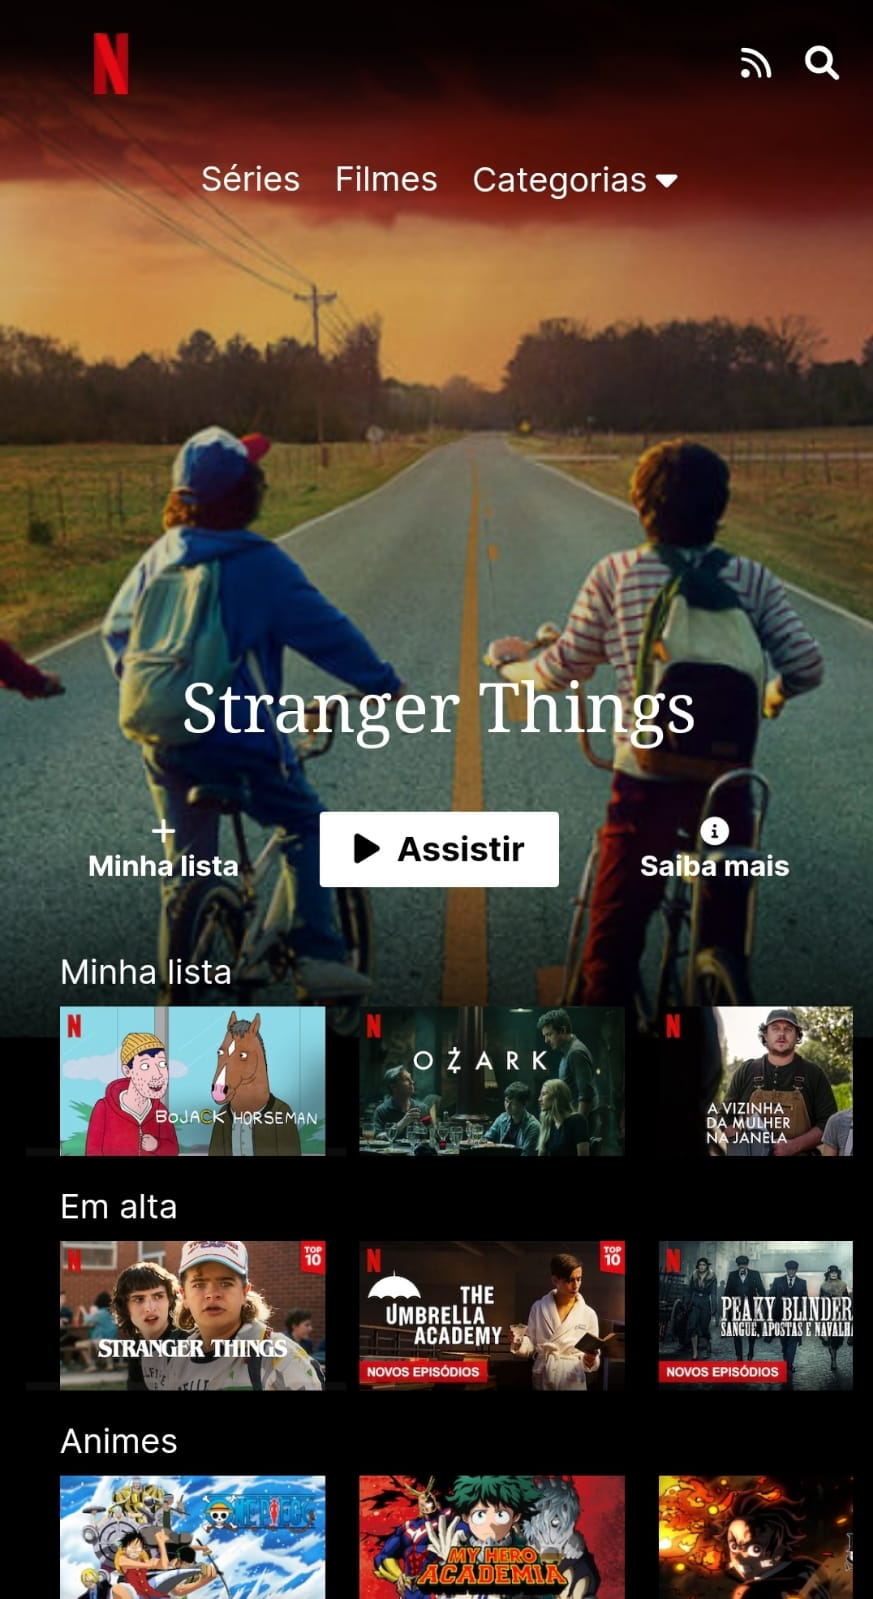 N
Séries Filmes Categorias
Stranger Things
Minha lista
Assistir
Saiba mais
Minha lista
N
BOJACK HORSEMAN
N
OZARK
N
A VIZINHA
DA MULHER
NA JANELA
Em alta
N
TOP
10
STRANGER THINGS
N
TOP
10
THE
UMBRELLA
ACADEMY
NOVOS EPISÓDIOS
N
PEAKY BLINDER
SANGUE, APOSTAS E NAVALH
NOVOS EPISÓDIOS
Animes
ONE PIECE
MY HERO
ACADEMIA